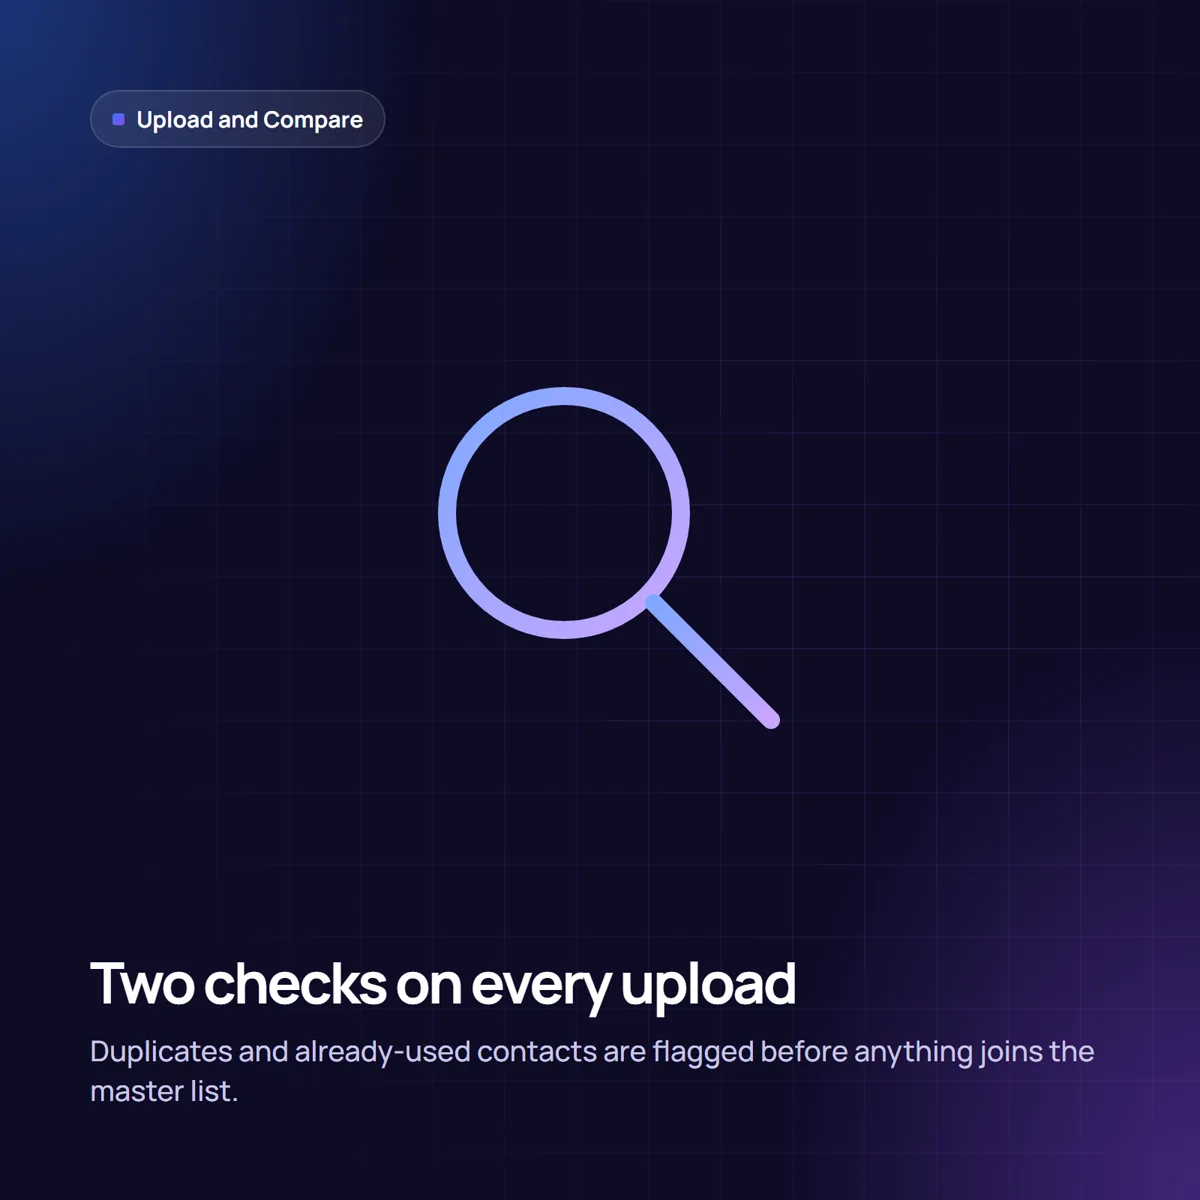 Upload and Compare
Two checks on every upload
Duplicates and already-used contacts are flagged before anything joins the
master list.